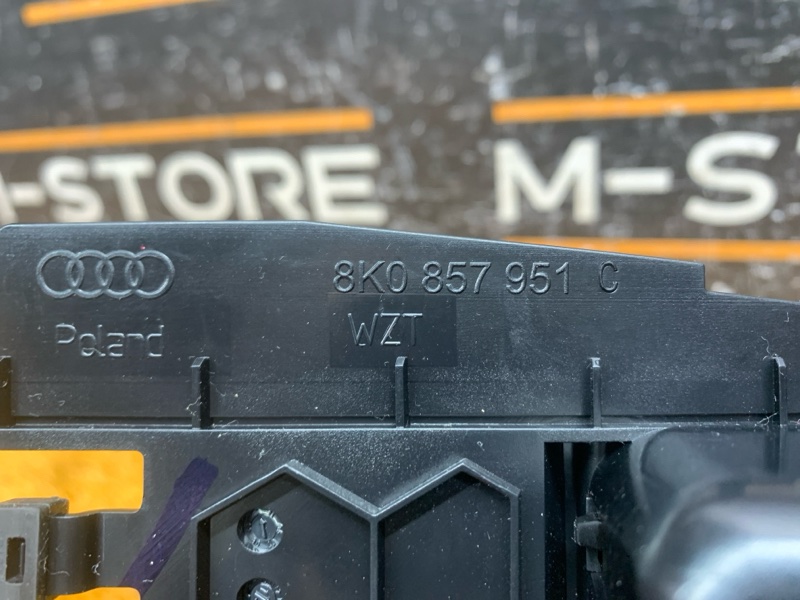 M-STORE
M-S
8K0 857 951 C
Poland
WZT